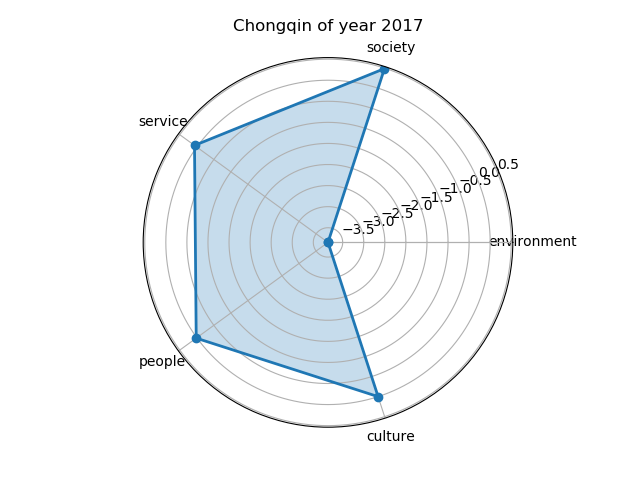 Chongqin of year 2017
society
service
0.5
0.0
−0.5
−1.0
−1.5
−2.0
−2.5
−3.0
−3.5
environment
people
culture